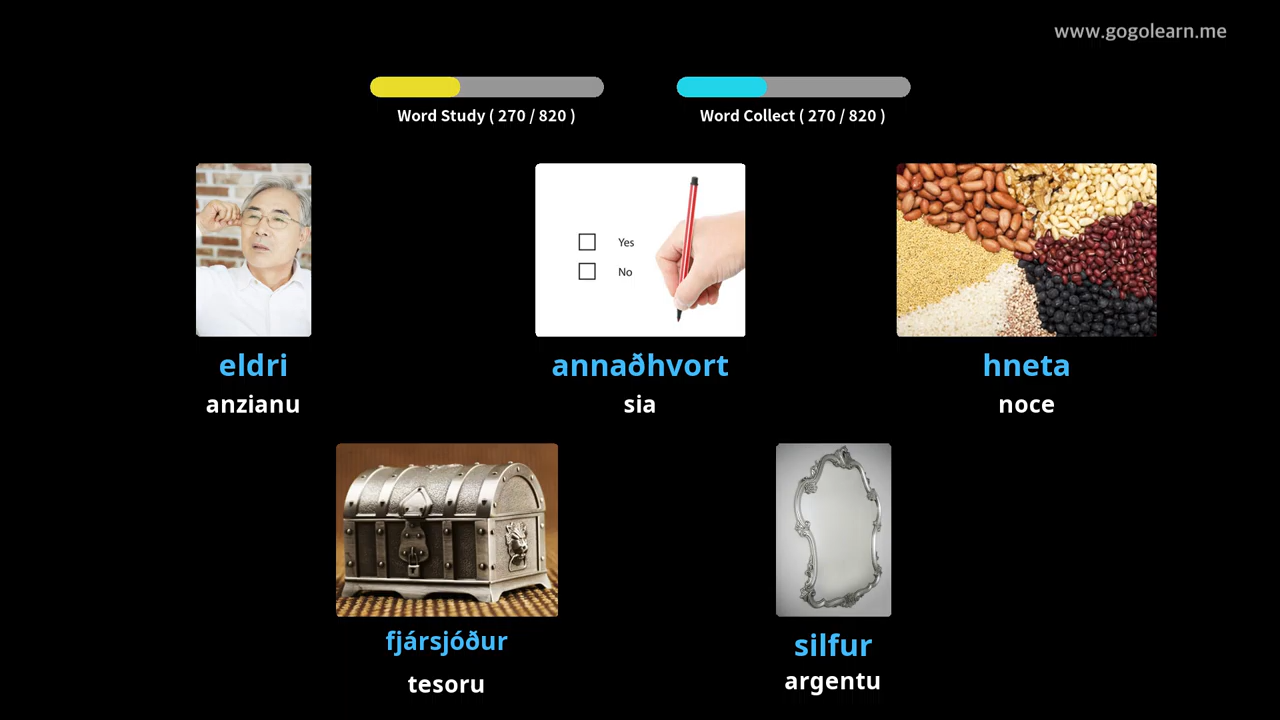 www.gogolearn.me
Word Study ( 270 / 820 )
Word Collect ( 270 / 820 )
Yes
No
eldri
anzianu
annaðhvort
sia
hneta
noce
fjársjóður
tesoru
silfur
argentu